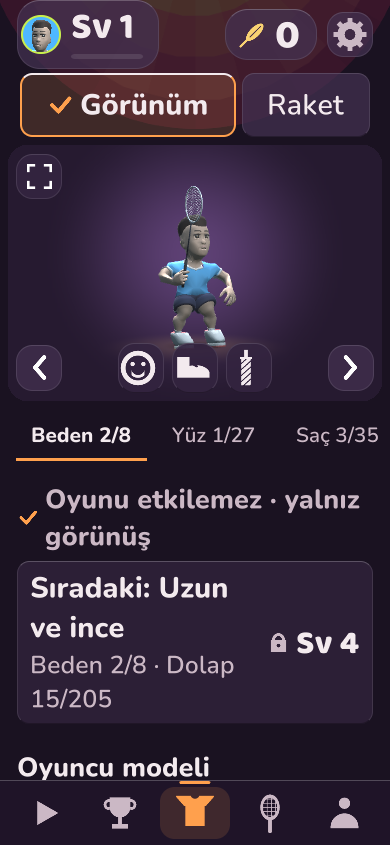 Sv 1
0
Görünüm
Raket
Beden 2/8
Yüz 1/27
Saç 3/35
Oyunu etkilemez · yalnız
görünüş
Sıradaki: Uzun
ve ince
Sv 4
Beden 2/8 · Dolap
15/205
Oyuncu modeli